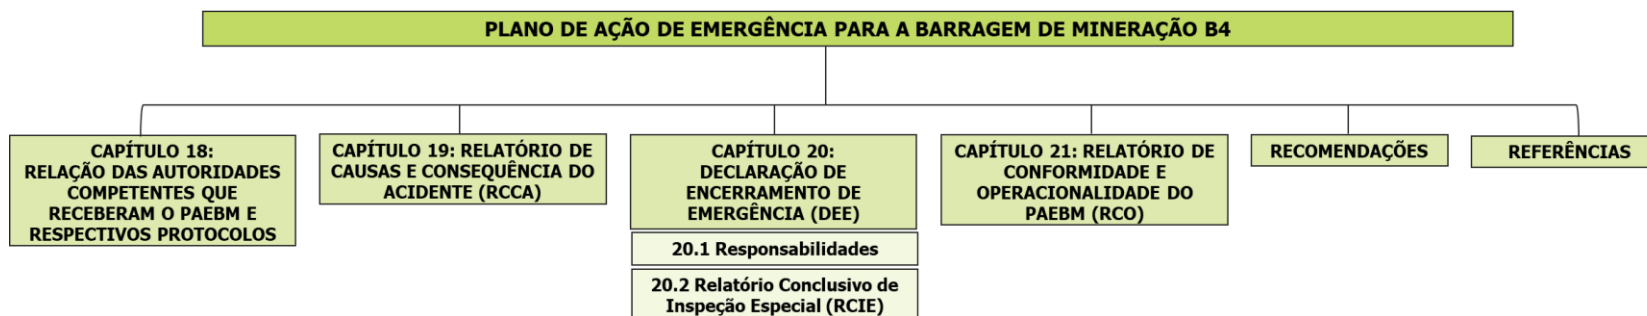 PLANO DE AÇÃO DE EMERGÊNCIA PARA A BARRAGEM DE MINERAÇÃO B4
CAPÍTULO 18:
RELAÇÃO DAS AUTORIDADES
COMPETENTES QUE
RECEBERAM O PAEBM E
RESPECTIVOS PROTOCOLOS
CAPÍTULO 19: RELATÓRIO DE
CAUSAS E CONSEQUÊNCIA DO
ACIDENTE (RCCA)
CAPÍTULO 20:
DECLARAÇÃO DE
ENCERRAMENTO DE
EMERGÊNCIA (DEE)
20.1 Responsabilidades
20.2 Relatório Conclusivo de
Inspeção Especial (RCIE)
CAPÍTULO 21: RELATÓRIO DE
CONFORMIDADE E
OPERACIONALIDADE DO
PAEBM (RCO)
RECOMENDAÇÕES
REFERÊNCIAS